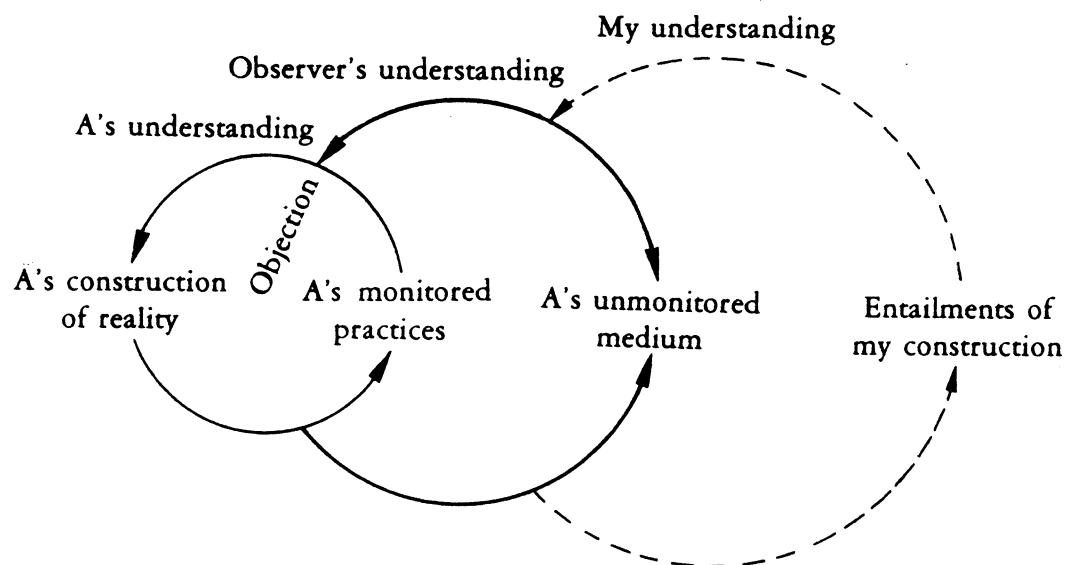 My understanding
Observer's understanding
A's understanding
Objection
A's construction
of reality
A's monitored
practices
A's unmonitored
medium
Entailments of
my construction